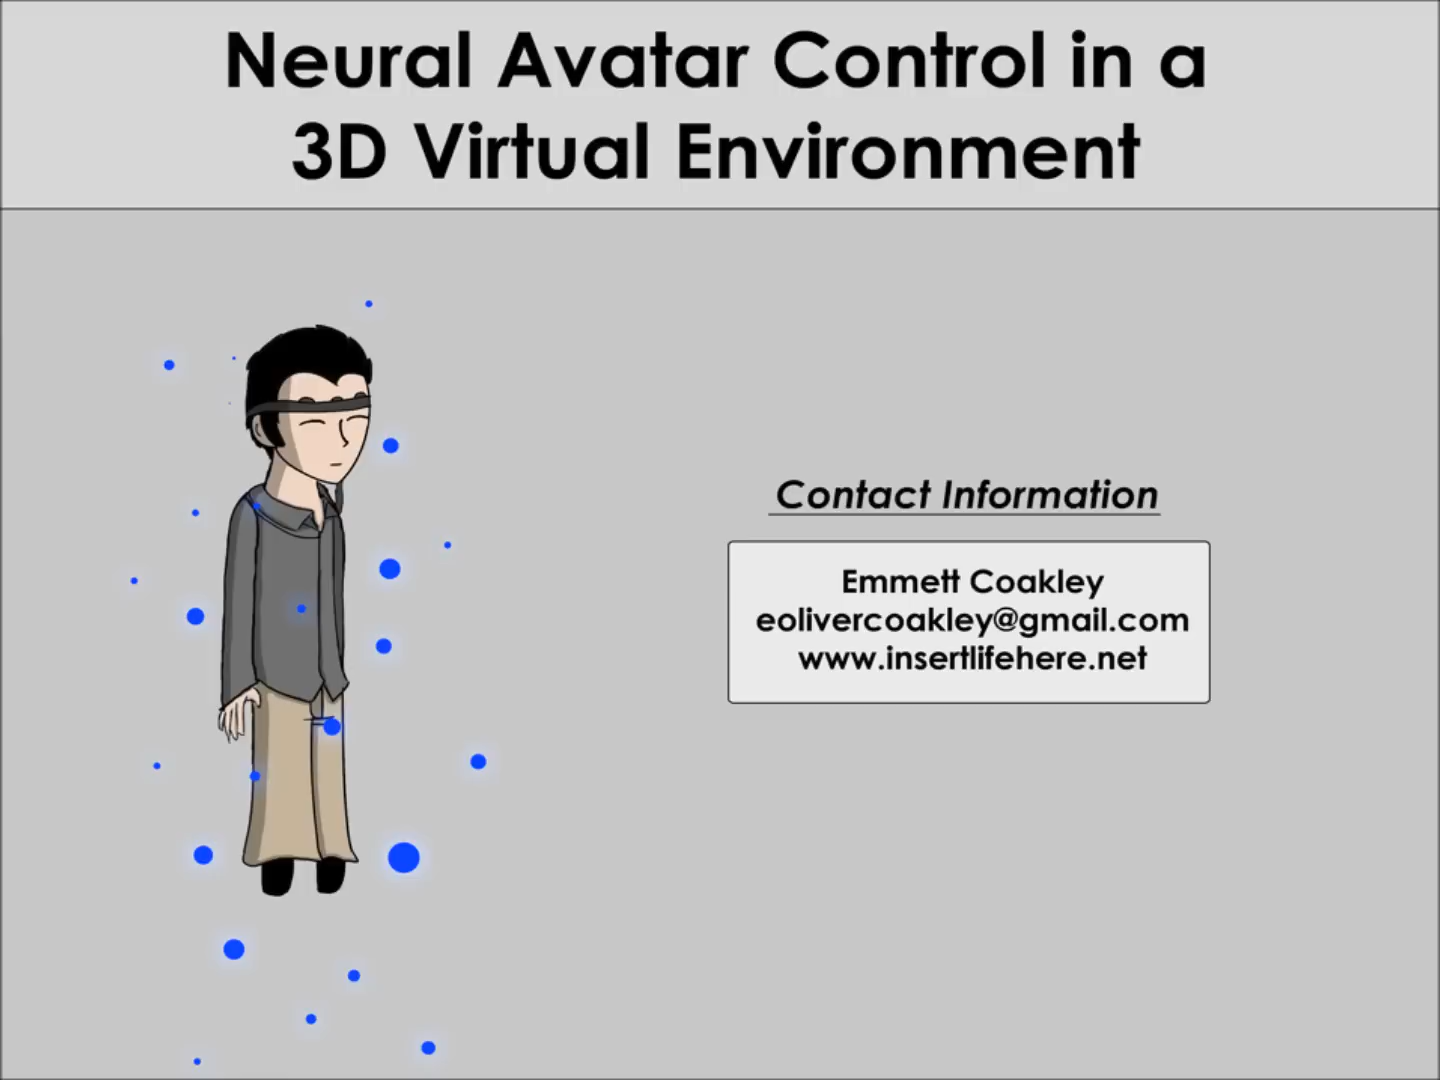 Neural Avatar Control in a
3D Virtual Environment
Contact Information
Emmett Coakley
eolivercoakley@gmail.com
www.insertlifehere.net